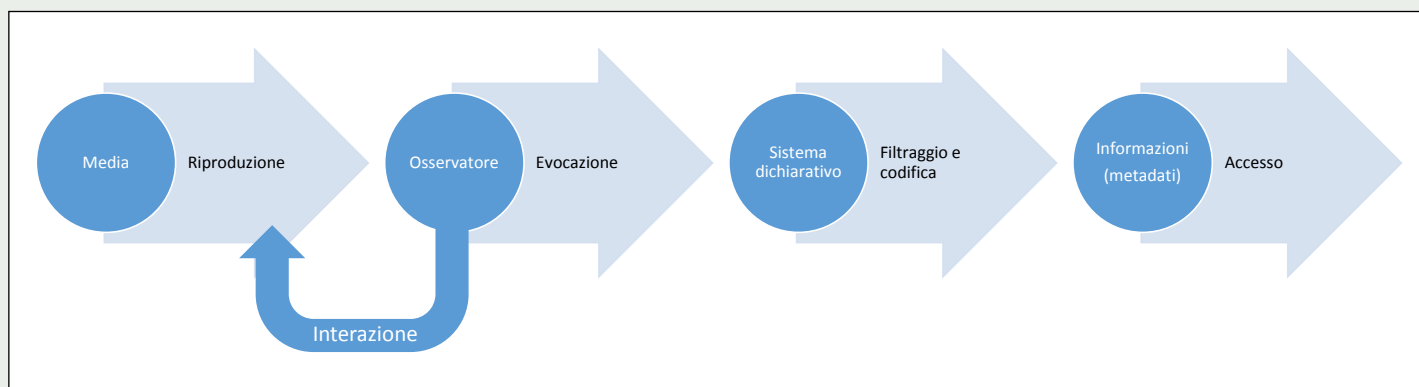 Media
Riproduzione
Osservatore
Evocazione
Sistema
dichiarativo
Filtraggio e
codifica
Informazioni
(metadati)
Accesso
Interazione